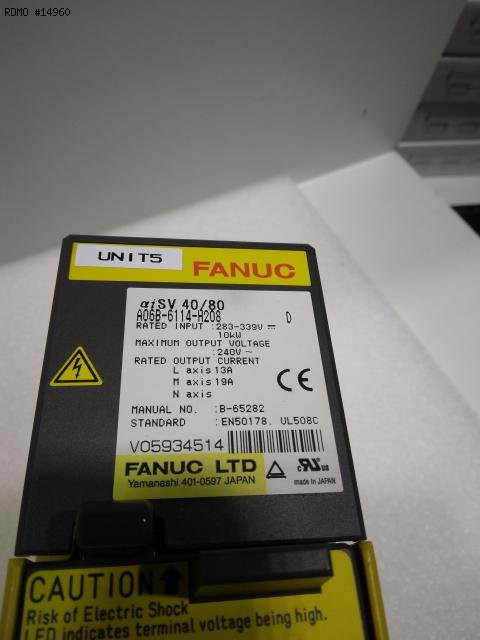 RDMO #14960
UNIT5
FANUC
αiSV 40/80
A06B-6114-H208 D
RATED INPUT :283-339V
10kW
MAXIMUM OUTPUT VOLTAGE
:240V~
RATED OUTPUT CURRENT
L axis 13A
M axis 19A
N axis
CE
MANUAL NO. :B-65282
STANDARD :EN50178. UL508C
V05934514
FANUC LTD
Yamanashi 401-0597 JAPAN
c RU us
made in JAPAN
CAUTION
Risk of Electric Shock
LED indicates terminal voltage being high.